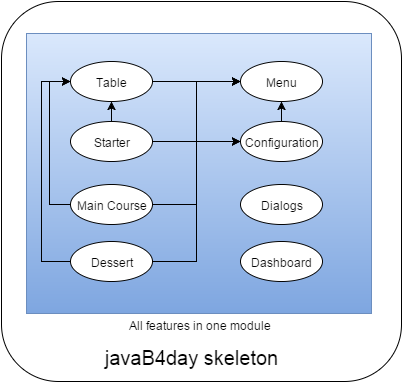 Table
Menu
Starter
Configuration
Main Course
Dialogs
Dessert
Dashboard
All features in one module
javaB4day skeleton